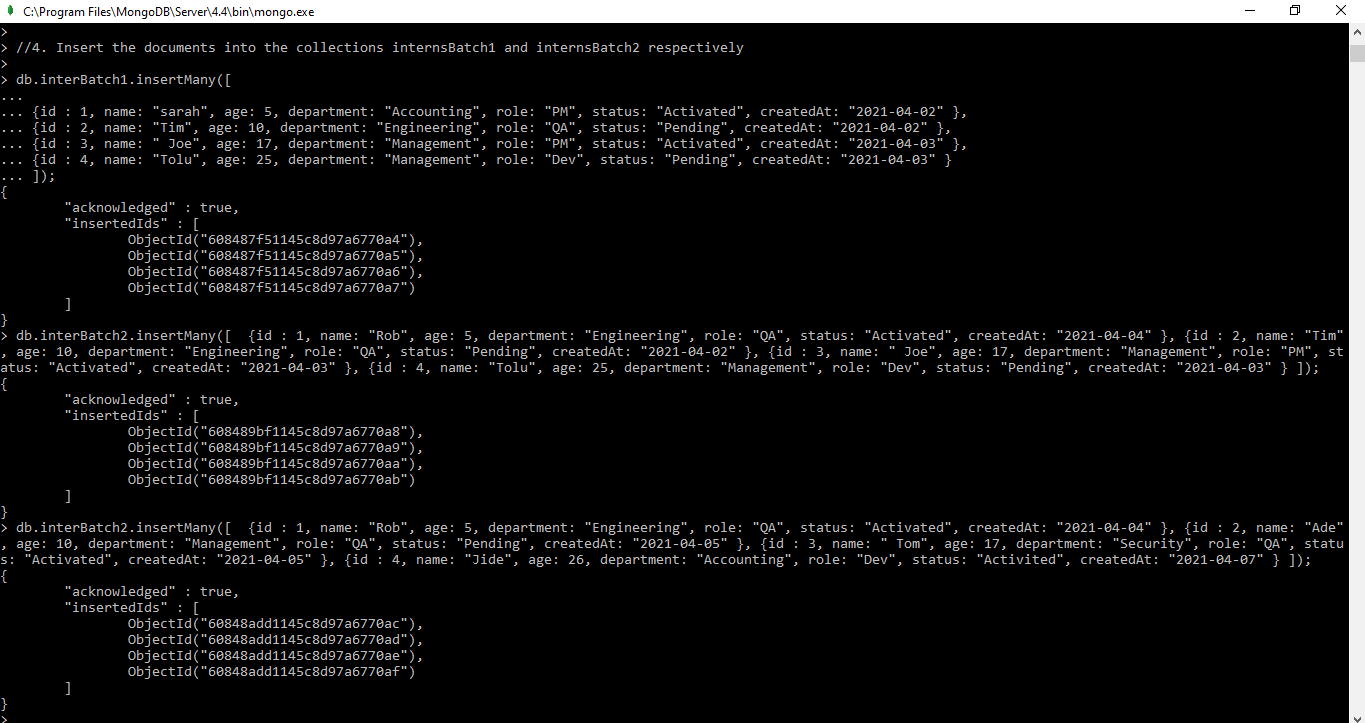 C:\Program Files\MongoDB\Server\4.4\bin\mongo.exe
>
> //4. Insert the documents into the collections internsBatch1 and internsBatch2 respectively
>
> db.interBatch1.insertMany([
...
... {id : 1, name: "sarah", age: 5, department: "Accounting", role: "PM", status: "Activated", createdAt: "2021-04-02" },
... {id : 2, name: "Tim", age: 10, department: "Engineering", role: "QA", status: "Pending", createdAt: "2021-04-02" },
... {id : 3, name: " Joe", age: 17, department: "Management", role: "PM", status: "Activated", createdAt: "2021-04-03" },
... {id : 4, name: "Tolu", age: 25, department: "Management", role: "Dev", status: "Pending", createdAt: "2021-04-03" }
... ]);
{
        "acknowledged" : true,
        "insertedIds" : [
                ObjectId("608487f51145c8d97a6770a4"),
                ObjectId("608487f51145c8d97a6770a5"),
                ObjectId("608487f51145c8d97a6770a6"),
                ObjectId("608487f51145c8d97a6770a7")
        ]
}
> db.interBatch2.insertMany([  {id : 1, name: "Rob", age: 5, department: "Engineering", role: "QA", status: "Activated", createdAt: "2021-04-04" }, {id : 2, name: "Tim"
, age: 10, department: "Engineering", role: "QA", status: "Pending", createdAt: "2021-04-02" }, {id : 3, name: " Joe", age: 17, department: "Management", role: "PM", st
atus: "Activated", createdAt: "2021-04-03" }, {id : 4, name: "Tolu", age: 25, department: "Management", role: "Dev", status: "Pending", createdAt: "2021-04-03" } ]);
{
        "acknowledged" : true,
        "insertedIds" : [
                ObjectId("608489bf1145c8d97a6770a8"),
                ObjectId("608489bf1145c8d97a6770a9"),
                ObjectId("608489bf1145c8d97a6770aa"),
                ObjectId("608489bf1145c8d97a6770ab")
        ]
}
> db.interBatch2.insertMany([  {id : 1, name: "Rob", age: 5, department: "Engineering", role: "QA", status: "Activated", createdAt: "2021-04-04" }, {id : 2, name: "Ade"
, age: 10, department: "Management", role: "QA", status: "Pending", createdAt: "2021-04-05" }, {id : 3, name: " Tom", age: 17, department: "Security", role: "QA", statu
s: "Activated", createdAt: "2021-04-05" }, {id : 4, name: "Jide", age: 26, department: "Accounting", role: "Dev", status: "Activited", createdAt: "2021-04-07" } ]);
{
        "acknowledged" : true,
        "insertedIds" : [
                ObjectId("60848add1145c8d97a6770ac"),
                ObjectId("60848add1145c8d97a6770ad"),
                ObjectId("60848add1145c8d97a6770ae"),
                ObjectId("60848add1145c8d97a6770af")
        ]
}
>